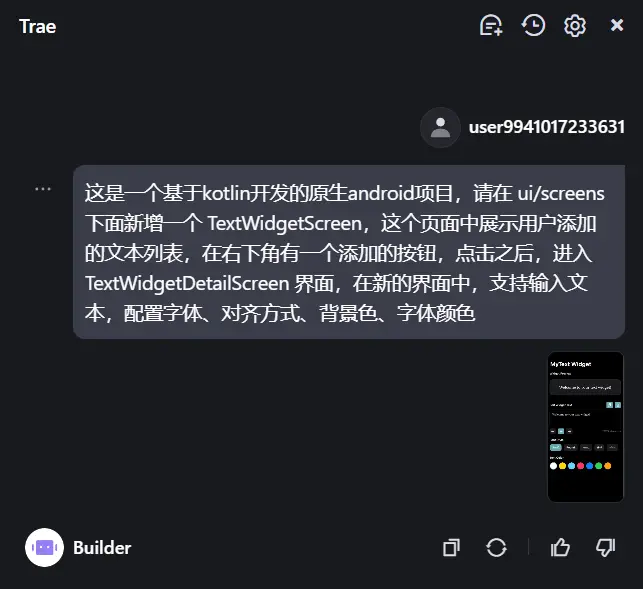 Trae
user9941017233631
这是一个基于kotlin开发的原生android项目，请在 ui/screens
下面新增一个 TextWidgetScreen，这个页面中展示用户添加
的文本列表，在右下角有一个添加的按钮，点击之后，进入
TextWidgetDetailScreen 界面，在新的界面中，支持输入文
本，配置字体、对齐方式、背景色、字体颜色
MyText Widget
Welcome to your text widget!
Builder